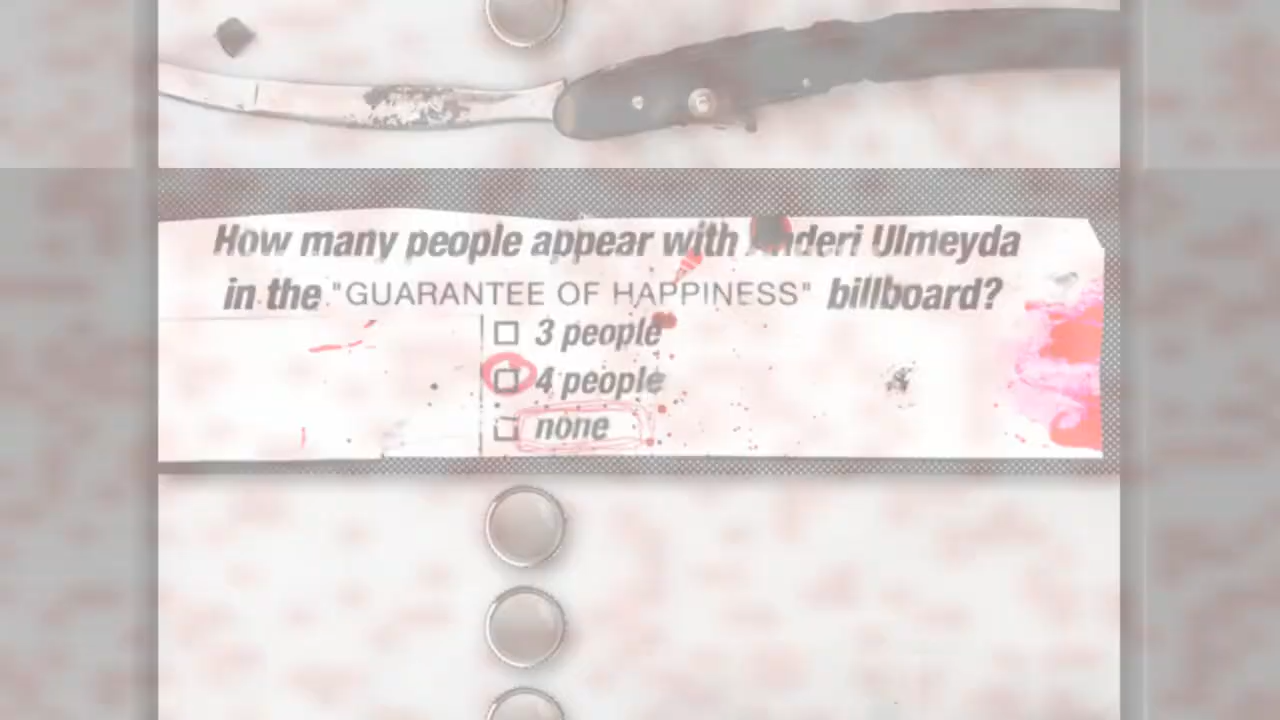 How many people appear with Anderi Ulmeyda
in the "GUARANTEE OF HAPPINESS" billboard?
3 people
4 people
none